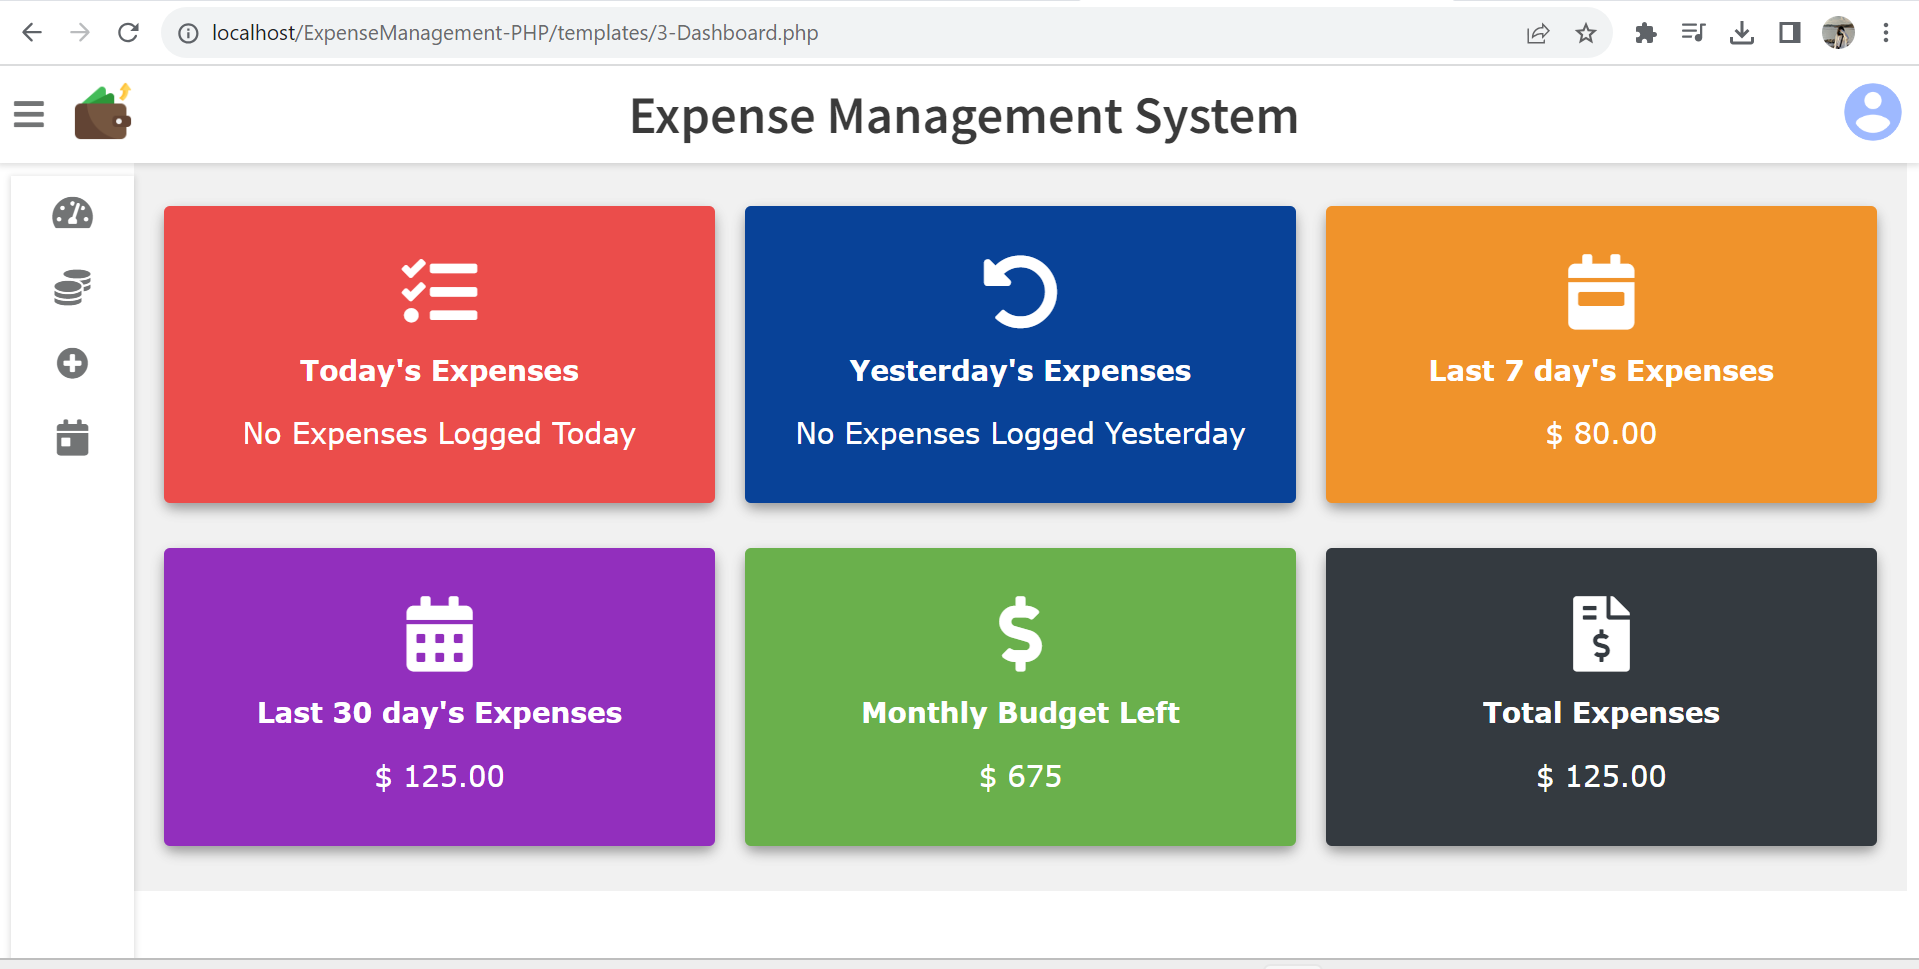 localhost/ExpenseManagement-PHP/templates/3-Dashboard.php
Expense Management System
Today's Expenses
No Expenses Logged Today
Yesterday's Expenses
No Expenses Logged Yesterday
Last 7 day's Expenses
$ 80.00
Last 30 day's Expenses
$ 125.00
Monthly Budget Left
$ 675
Total Expenses
$ 125.00